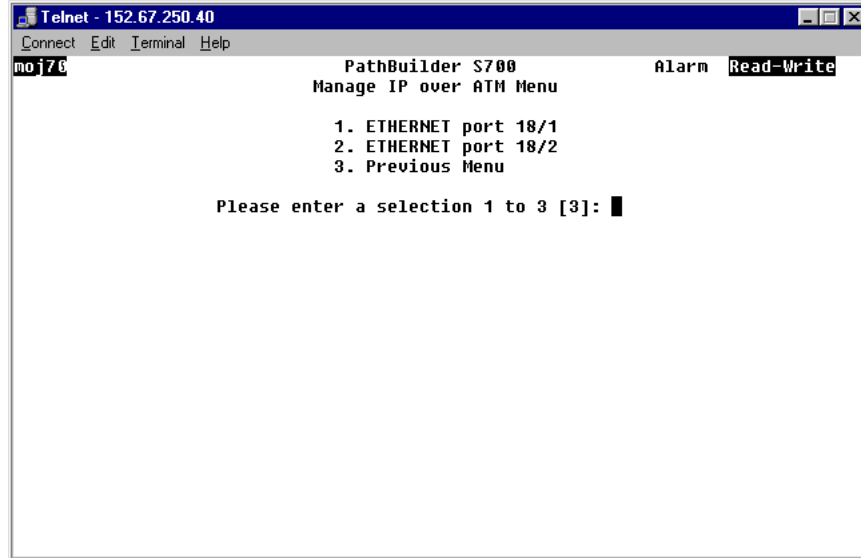 Telnet - 152.67.250.40
Connect Edit Terminal Help
moj70 PathBuilder S700 Alarm Read-Write
Manage IP over ATM Menu
1. ETHERNET port 18/1
2. ETHERNET port 18/2
3. Previous Menu
Please enter a selection 1 to 3 [3]: